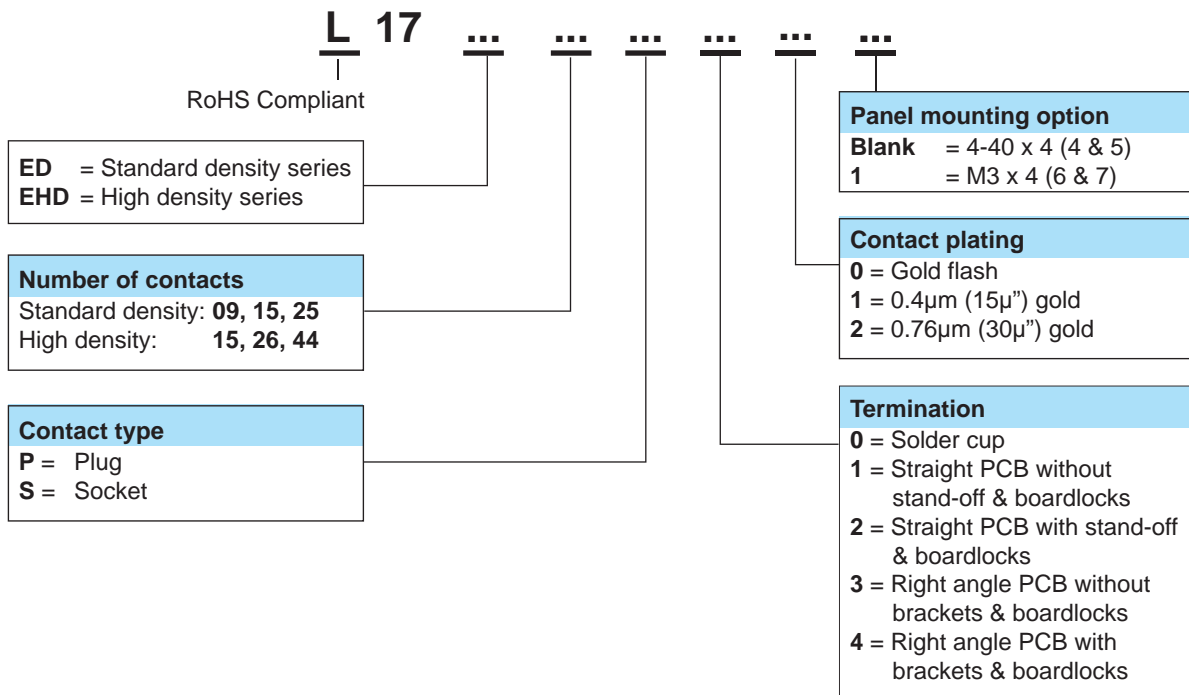 L 17 ... ... ... ... ... ...
RoHS Compliant
ED = Standard density series
EHD = High density series
Number of contacts
Standard density: 09, 15, 25
High density: 15, 26, 44
Contact type
P = Plug
S = Socket
Panel mounting option
Blank = 4-40 x 4 (4 & 5)
1 = M3 x 4 (6 & 7)
Contact plating
0 = Gold flash
1 = 0.4µm (15µ”) gold
2 = 0.76µm (30µ”) gold
Termination
0 = Solder cup
1 = Straight PCB without
stand-off & boardlocks
2 = Straight PCB with stand-off
& boardlocks
3 = Right angle PCB without
brackets & boardlocks
4 = Right angle PCB with
brackets & boardlocks